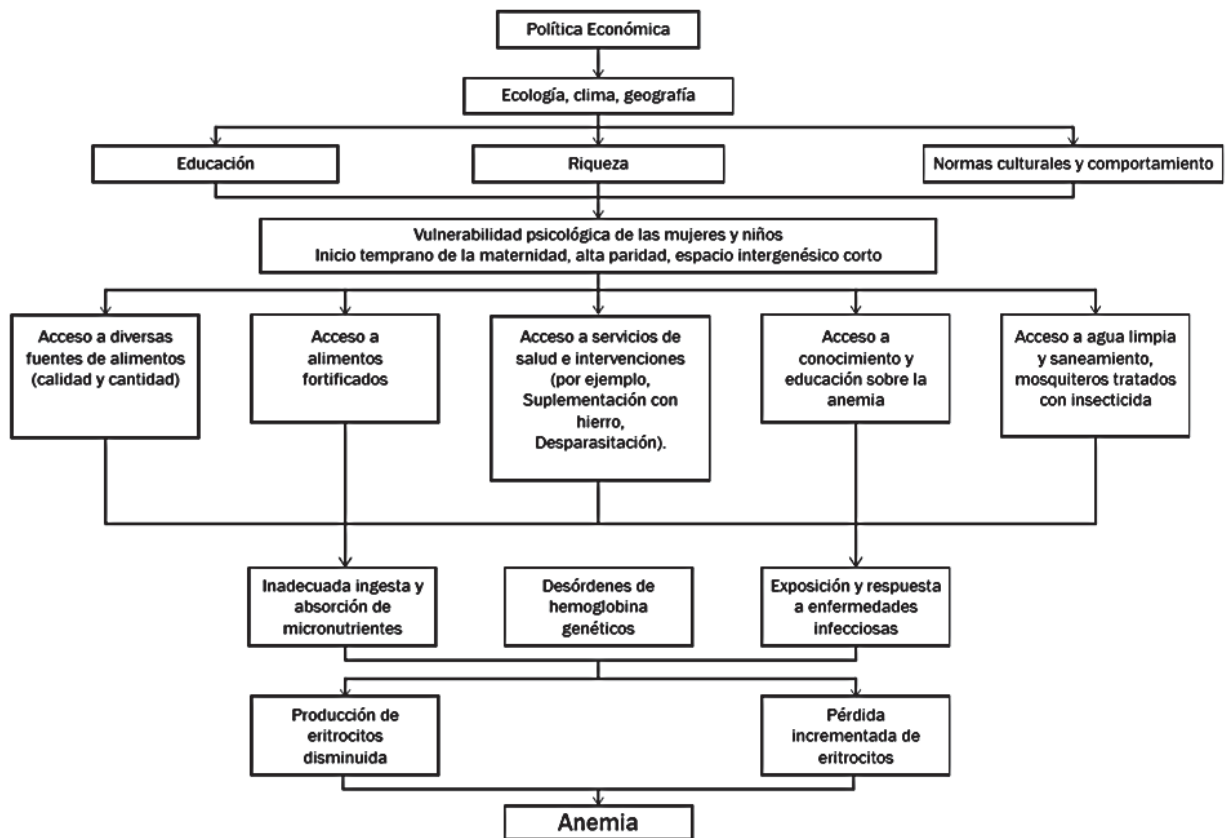 Política Económica
Ecología, clima, geografía
Educación
Riqueza
Normas culturales y comportamiento
Vulnerabilidad psicológica de las mujeres y niños
Inicio temprano de la maternidad, alta paridad, espacio intergenésico corto
Acceso a diversas
fuentes de alimentos
(calidad y cantidad)
Acceso a
alimentos
fortificados
Acceso a servicios de
salud e intervenciones
(por ejemplo,
Suplementación con
hierro,
Desparasitación).
Acceso a
conocimiento y
educación sobre la
anemia
Acceso a agua limpia
y saneamiento,
mosquiteros tratados
con insecticida
Inadecuada ingesta y
absorción de
micronutrientes
Desórdenes de
hemoglobina
genéticos
Exposición y respuesta
a enfermedades
infecciosas
Producción de
eritrocitos
disminuida
Pérdida
incrementada de
eritrocitos
Anemia